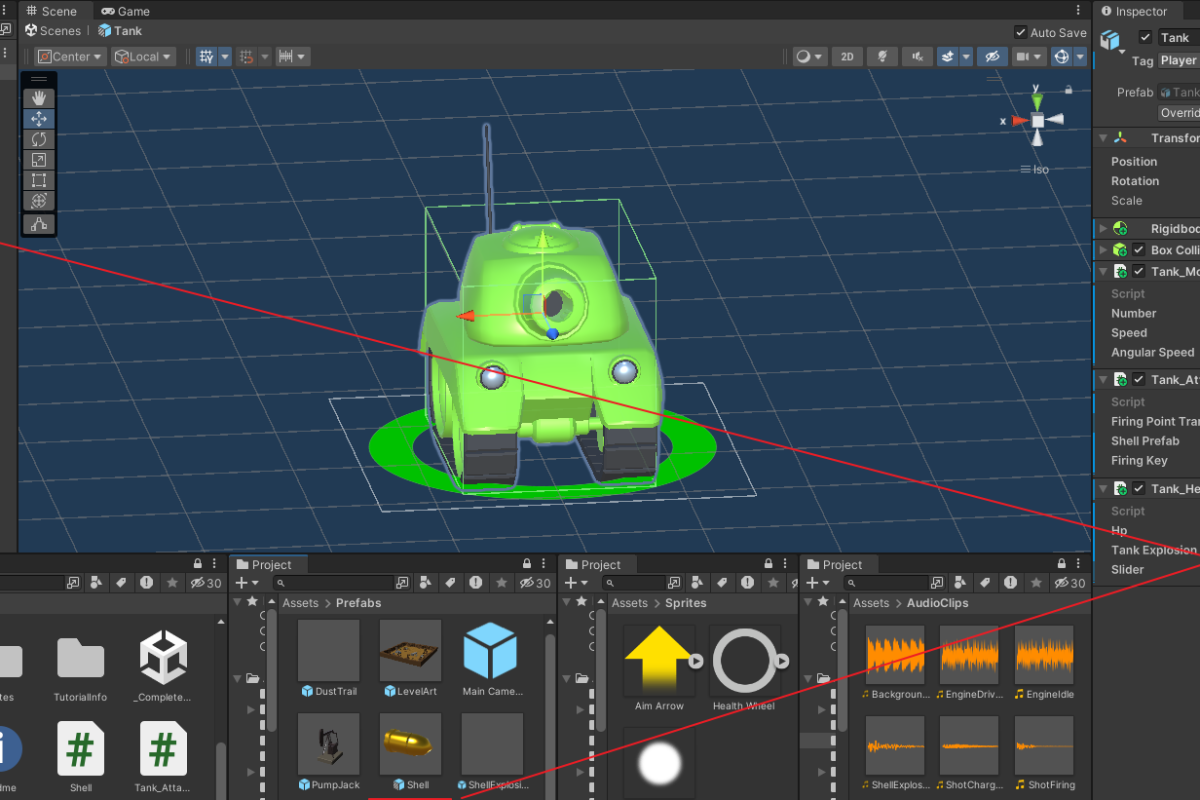 Scene Game
Scenes Tank
Auto Save
Center Local
2D
y
x
Iso
Inspector
Tank
Tag Player
Prefab Tank
Overrid
Transfor
Position
Rotation
Scale
Rigidbod
Box Colli
Tank_Mo
Script
Number
Speed
Angular Speed
Tank_At
Script
Firing Point Tra
Shell Prefab
Firing Key
Tank_He
Script
Hp
Tank Explosion
Slider
30
TutorialInfo
_Complete...
Shell
Tank_Atta...
Project
30
Assets > Prefabs
DustTrail
LevelArt
Main Came...
PumpJack
Shell
ShellExplosi...
Project
Assets > Sprites
Aim Arrow
Health Wheel
Project
30
Assets > AudioClips
Backgroun...
EngineDriv...
EngineIdle
ShellExplos...
ShotCharg...
ShotFiring